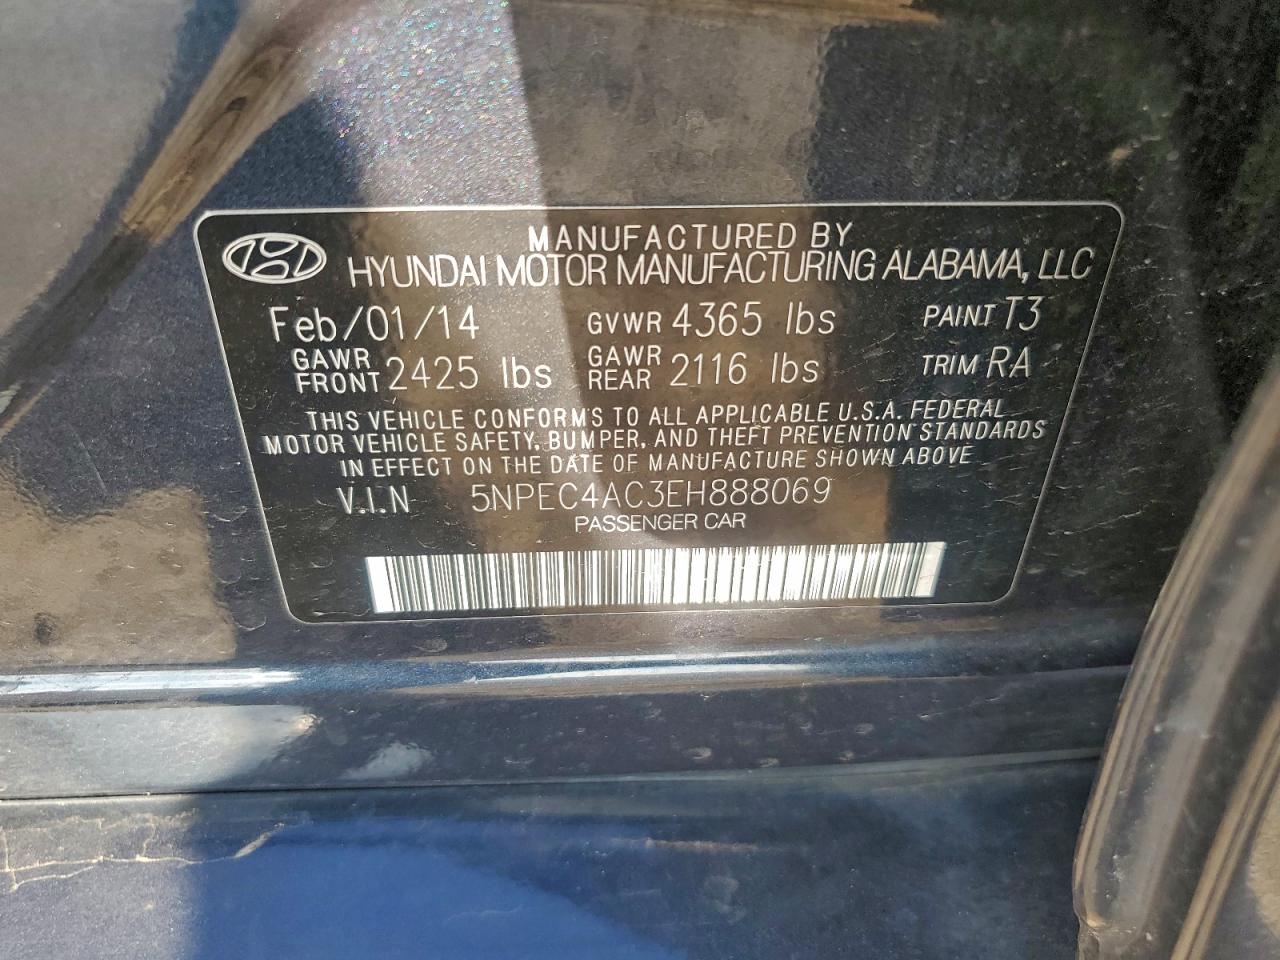 MANUFACTURED BY
HYUNDAI MOTOR MANUFACTURING ALABAMA, LLC
Feb/01/14 GVWR 4365 lbs PAINT T3
GAWR FRONT 2425 lbs GAWR REAR 2116 lbs TRIM RA
THIS VEHICLE CONFORMS TO ALL APPLICABLE U.S.A. FEDERAL
MOTOR VEHICLE SAFETY, BUMPER, AND THEFT PREVENTION STANDARDS
IN EFFECT ON THE DATE OF MANUFACTURE SHOWN ABOVE
V.I.N 5NPEC4AC3EH888069
PASSENGER CAR